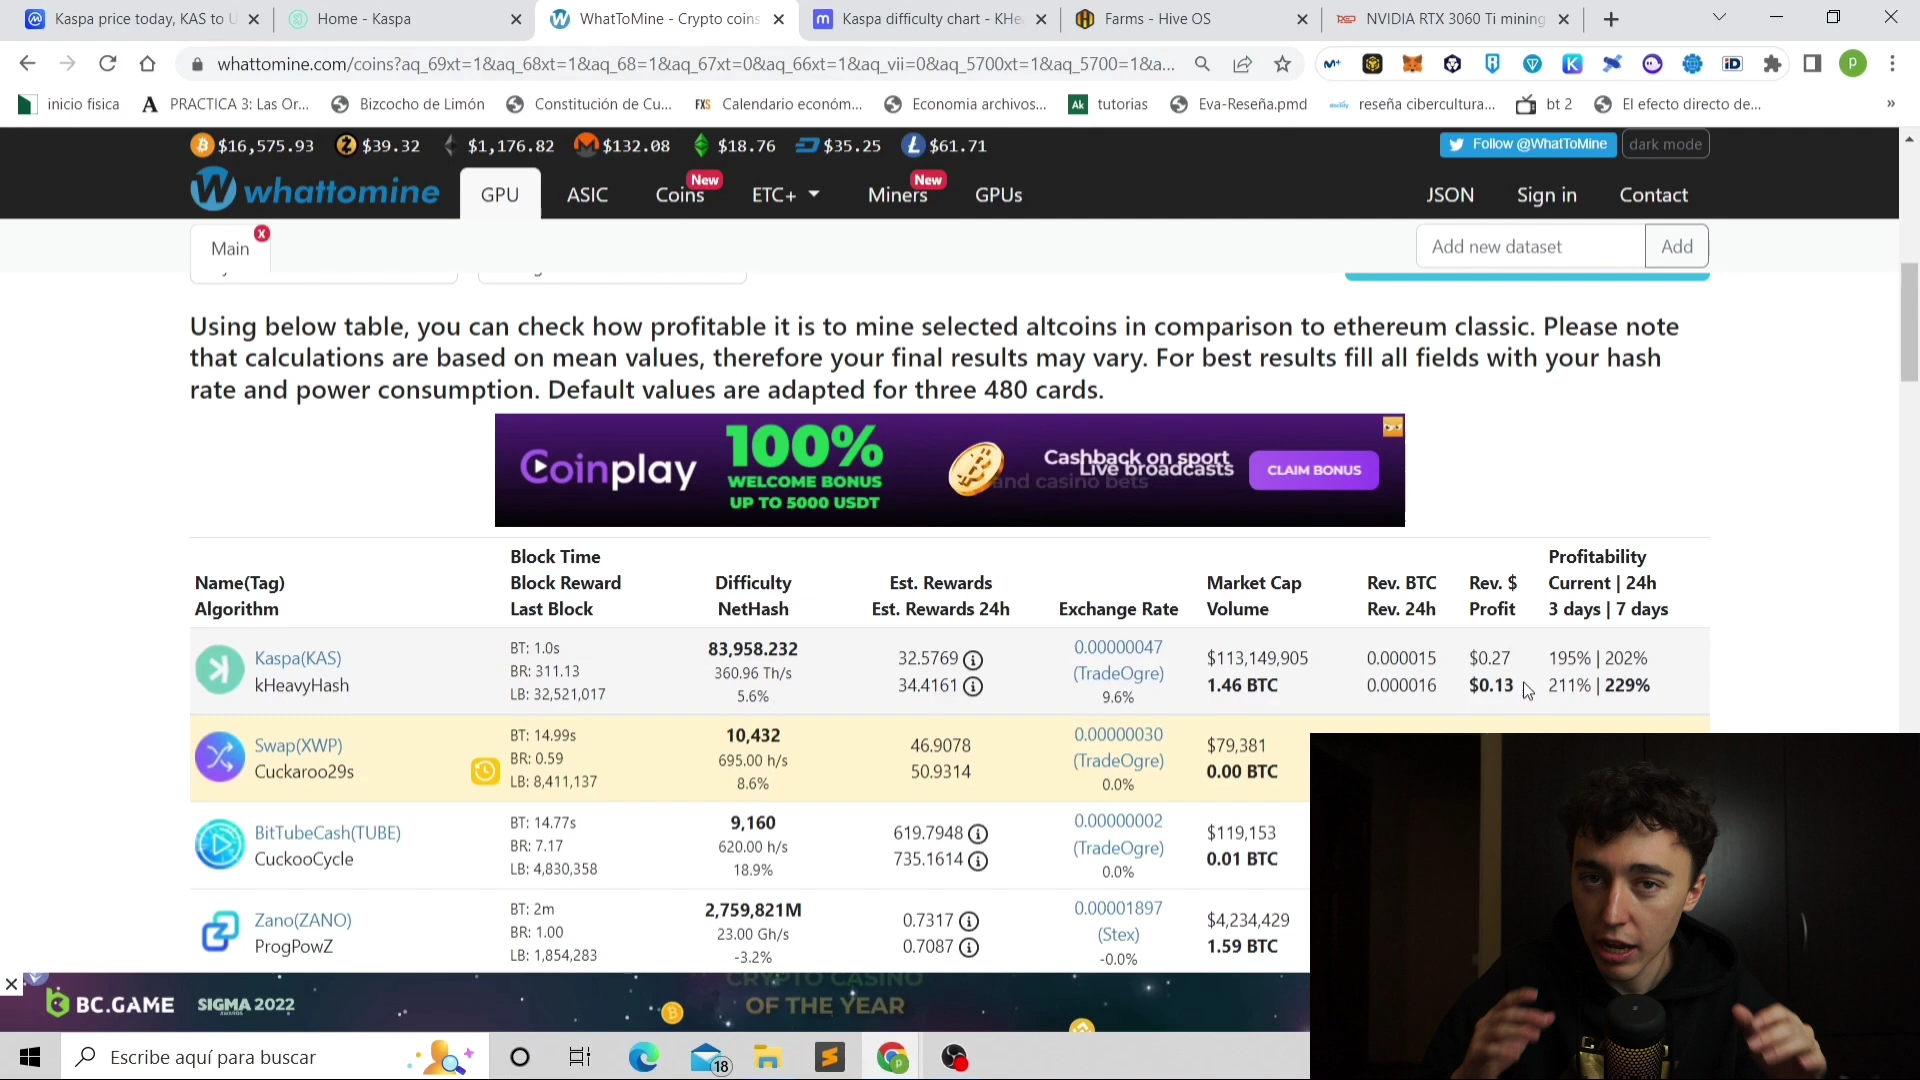 Kaspa price today, KAS to U
Home - Kaspa
WhatToMine - Crypto coins
Kaspa difficulty chart - KHea
Farms - Hive OS
NVIDIA RTX 3060 Ti mining
whattomine.com/coins?aq_69xt=1&aq_68xt=1&aq_68=1&aq_67xt=0&aq_66xt=1&aq_vii=0&aq_5700xt=1&aq_5700=1&a...
inicio fisica
PRACTICA 3: Las Or...
Bizcocho de Limón
Constitución de Cu...
FXS Calendario económ...
Economia archivos...
Ak tutorias
Eva-Reseña.pmd
reseña cibercultura...
bt 2
El efecto directo de...
$16,575.93 $39.32 $1,176.82 $132.08 $18.76 $35.25 $61.71
Follow @WhatToMine dark mode
whattomine GPU ASIC Coins New ETC+ Miners New GPUs JSON Sign in Contact
Main x
Add new dataset Add
Using below table, you can check how profitable it is to mine selected altcoins in comparison to ethereum classic. Please note
that calculations are based on mean values, therefore your final results may vary. For best results fill all fields with your hash
rate and power consumption. Default values are adapted for three 480 cards.
Coinplay
100%
WELCOME BONUS
UP TO 5000 USDT
Cashback on sport
Live broadcasts
and casino bets
CLAIM BONUS
Name(Tag)
Algorithm
Block Time
Block Reward
Last Block
Difficulty
NetHash
Est. Rewards
Est. Rewards 24h
Exchange Rate
Market Cap
Volume
Rev. BTC
Rev. 24h
Rev. $
Profit
Profitability
Current | 24h
3 days | 7 days
Kaspa(KAS)
kHeavyHash
BT: 1.0s
BR: 311.13
LB: 32,521,017
83,958.232
360.96 Th/s
5.6%
32.5769
34.4161
0.00000047
(TradeOgre)
9.6%
$113,149,905
1.46 BTC
0.000015
0.000016
$0.27
$0.13
195% | 202%
211% | 229%
Swap(XWP)
Cuckaroo29s
BT: 14.99s
BR: 0.59
LB: 8,411,137
10,432
695.00 h/s
8.6%
46.9078
50.9314
0.00000030
(TradeOgre)
0.0%
$79,381
0.00 BTC
BitTubeCash(TUBE)
CuckooCycle
BT: 14.77s
BR: 7.17
LB: 4,830,358
9,160
620.00 h/s
18.9%
619.7948
735.1614
0.00000002
(TradeOgre)
0.0%
$119,153
0.01 BTC
Zano(ZANO)
ProgPowZ
BT: 2m
BR: 1.00
LB: 1,854,283
2,759,821M
23.00 Gh/s
-3.2%
0.7317
0.7087
0.00001897
(Stex)
-0.0%
$4,234,429
1.59 BTC
BC.GAME
SIGMA 2022
AWARDS
CRYPTO CASINO
OF THE YEAR
Escribe aquí para buscar
18